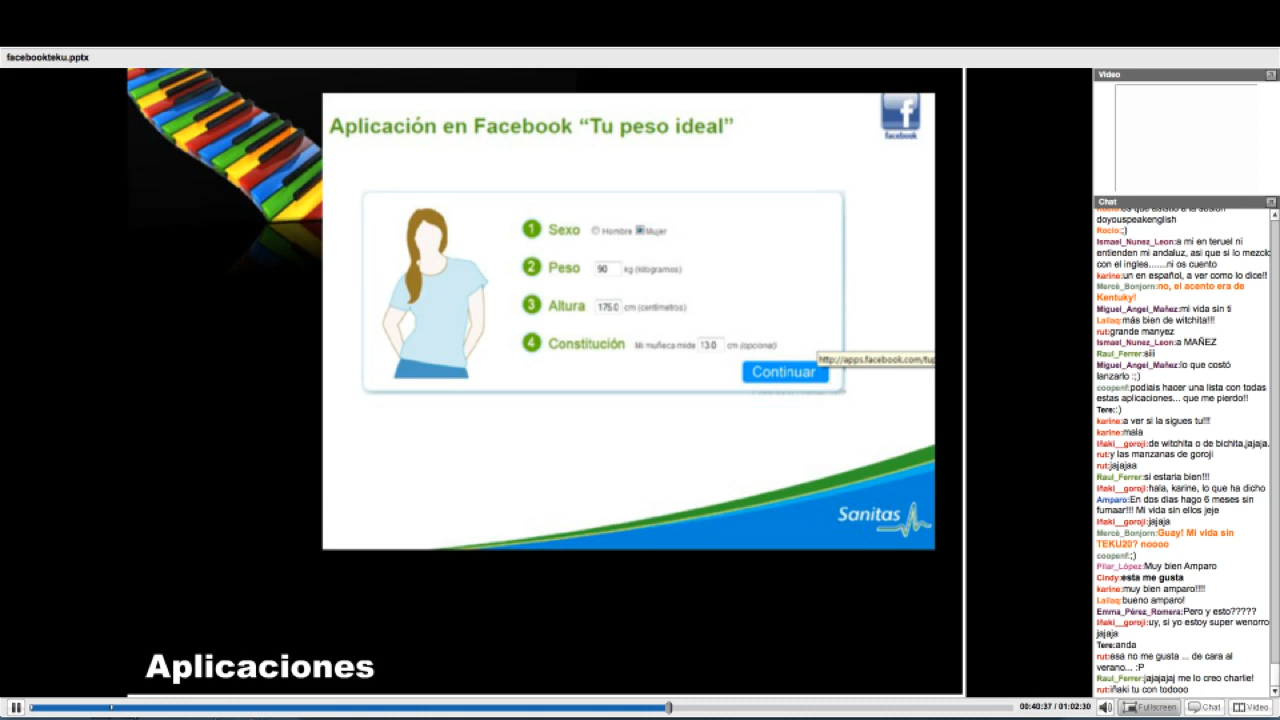 facebookteku.pptx
Aplicación en Facebook “Tu peso ideal”
facebook
1 Sexo Hombre Mujer
2 Peso 90 kg (kilogramos)
3 Altura 175.0 cm (centímetros)
4 Constitución Mi muñeca mide 13.0 cm (opcional)
http://apps.facebook.com/tup
Continuar
Sanitas
Aplicaciones
Video
Chat
doyouspeakenglish
Rocio:;)
Ismael_Nunez_Leon:a mi en teruel ni
entienden mi andaluz, asi que si lo mezclo
con el ingles.......ni os cuento
karine:un en español, a ver como lo dice!!
Mercè_Bonjorn:no, el acento era de
Kentuky!
Miguel_Angel_Mañez:mi vida sin ti
Lailaq:más bien de witchita!!!
rut:grande manyez
Ismael_Nunez_Leon:a MAÑEZ
Raul_Ferrer:siii
Miguel_Angel_Mañez:lo que costó
lanzarlo :;)
coopenf:podiais hacer una lista con todas
estas aplicaciones... que me pierdo!!
Tere::)
karine:a ver si la sigues tu!!!
karine:mala
Iñaki__goroji:de witchita o de bichita,jajaja.
rut:y las manzanas de goroji
rut:jajajaa
Raul_Ferrer:si estaria bien!!!
Iñaki__goroji:hala, karine, lo que ha dicho
Amparo:En dos dias hago 6 meses sin
fumaar!!! Mi vida sin ellos jeje
Iñaki__goroji:jajaja
Mercè_Bonjorn:Guay! Mi vida sin
TEKU20? noooo
coopenf:;)
Pilar_López:Muy bien Amparo
Cindy:esta me gusta
karine:muy bien amparo!!!!
Lailaq:bueno amparo!
Emma_Pérez_Romera:Pero y esto?????
Iñaki__goroji:uy, si yo estoy super wenorro
jajaja
Tere:anda
rut:esa no me gusta ... de cara al
verano... :P
Raul_Ferrer:jajajajaj me lo creo charlie!
rut:iñaki tu con todooo
00:40:37 / 01:02:30
Fullscreen
Chat
Video